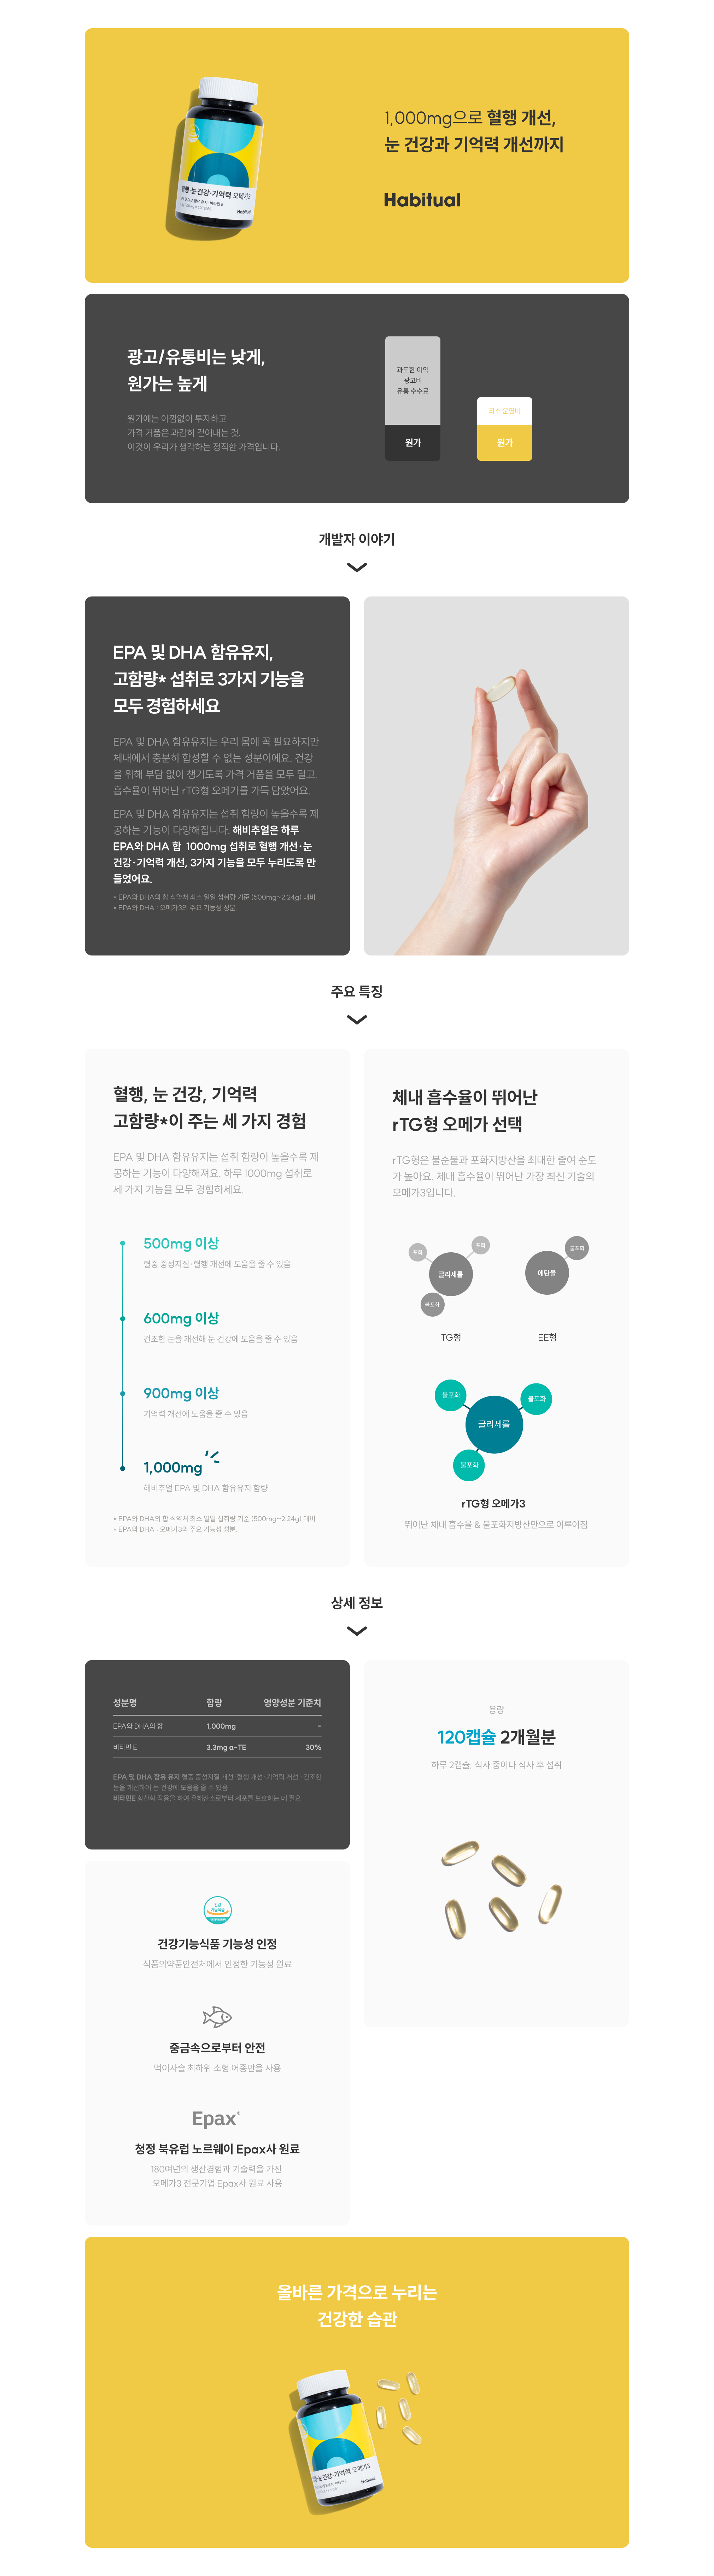 혈행·눈건강·기억력 오메가3
Habitual
1,000mg으로 혈행 개선,
눈 건강과 기억력 개선까지
Habitual
광고/유통비는 낮게,
원가는 높게
원가에는 아낌없이 투자하고
가격 거품은 과감히 걷어내는 것.
이것이 우리가 생각하는 정직한 가격입니다.
과도한 이익
광고비
유통 수수료
원가
최소 운영비
원가
개발자 이야기
EPA 및 DHA 함유유지,
고함량* 섭취로 3가지 기능을
모두 경험하세요
EPA 및 DHA 함유유지는 우리 몸에 꼭 필요하지만
체내에서 충분히 합성할 수 없는 성분이에요. 건강
을 위해 부담 없이 챙기도록 가격 거품을 모두 덜고,
흡수율이 뛰어난 rTG형 오메가를 가득 담았어요.
EPA 및 DHA 함유유지는 섭취 함량이 높을수록 제
공하는 기능이 다양해집니다. 해비추얼은 하루
EPA와 DHA 합 1000mg 섭취로 혈행 개선·눈
건강·기억력 개선, 3가지 기능을 모두 누리도록 만
들었어요.
* EPA와 DHA의 합 식약처 최소 일일 섭취량 기준 (500mg~2.24g) 대비
* EPA와 DHA : 오메가3의 주요 기능성 성분.
주요 특징
혈행, 눈 건강, 기억력
고함량*이 주는 세 가지 경험
EPA 및 DHA 함유유지는 섭취 함량이 높을수록 제
공하는 기능이 다양해져요. 하루 1000mg 섭취로
세 가지 기능을 모두 경험하세요.
500mg 이상
혈중 중성지질·혈행 개선에 도움을 줄 수 있음
600mg 이상
건조한 눈을 개선해 눈 건강에 도움을 줄 수 있음
900mg 이상
기억력 개선에 도움을 줄 수 있음
1,000mg
해비추얼 EPA 및 DHA 함유유지 함량
* EPA와 DHA의 합 식약처 최소 일일 섭취량 기준 (500mg~2.24g) 대비
* EPA와 DHA : 오메가3의 주요 기능성 성분.
체내 흡수율이 뛰어난
rTG형 오메가 선택
rTG형은 불순물과 포화지방산을 최대한 줄여 순도
가 높아요. 체내 흡수율이 뛰어난 가장 최신 기술의
오메가3입니다.
포화
포화
글리세롤
불포화
TG형
불포화
에탄올
EE형
불포화
불포화
글리세롤
불포화
rTG형 오메가3
뛰어난 체내 흡수율 & 불포화지방산만으로 이루어짐
상세 정보
성분명 함량 영양성분 기준치
EPA와 DHA의 합 1,000mg -
비타민 E 3.3mg α-TE 30%
EPA 및 DHA 함유 유지 혈중 중성지질 개선·혈행 개선·기억력 개선 ·건조한
눈을 개선하여 눈 건강에 도움을 줄 수 있음
비타민E 항산화 작용을 하여 유해산소로부터 세포를 보호하는 데 필요
용량
120캡슐 2개월분
하루 2캡슐, 식사 중이나 식사 후 섭취
건강
기능식품
건강기능식품 기능성 인정
식품의약품안전처에서 인정한 기능성 원료
중금속으로부터 안전
먹이사슬 최하위 소형 어종만을 사용
Epax®
청정 북유럽 노르웨이 Epax사 원료
180여년의 생산경험과 기술력을 가진
오메가3 전문기업 Epax사 원료 사용
올바른 가격으로 누리는
건강한 습관
눈건강·기억력 오메가3
Habitual